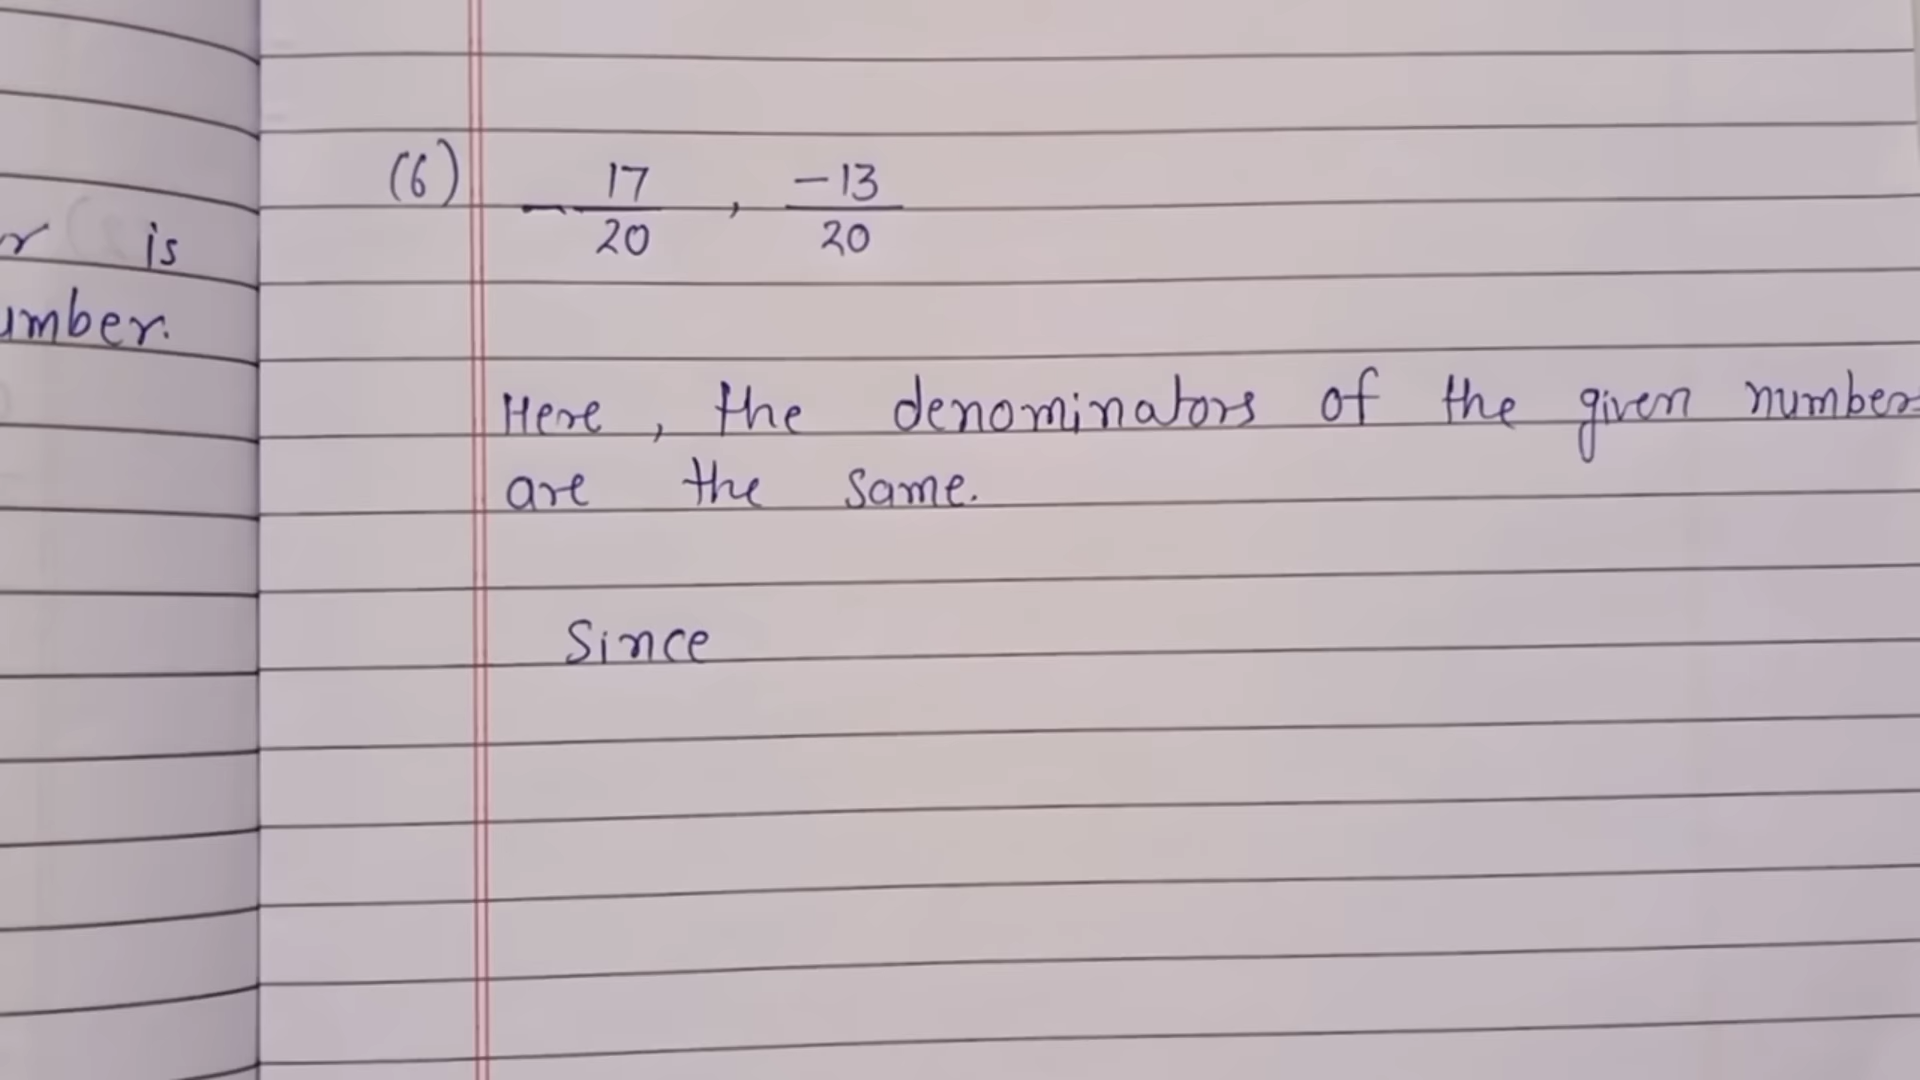 r is
umber.
(6) -17/20 , -13/20
Here , the denominators of the given numbers
are the same.
Since